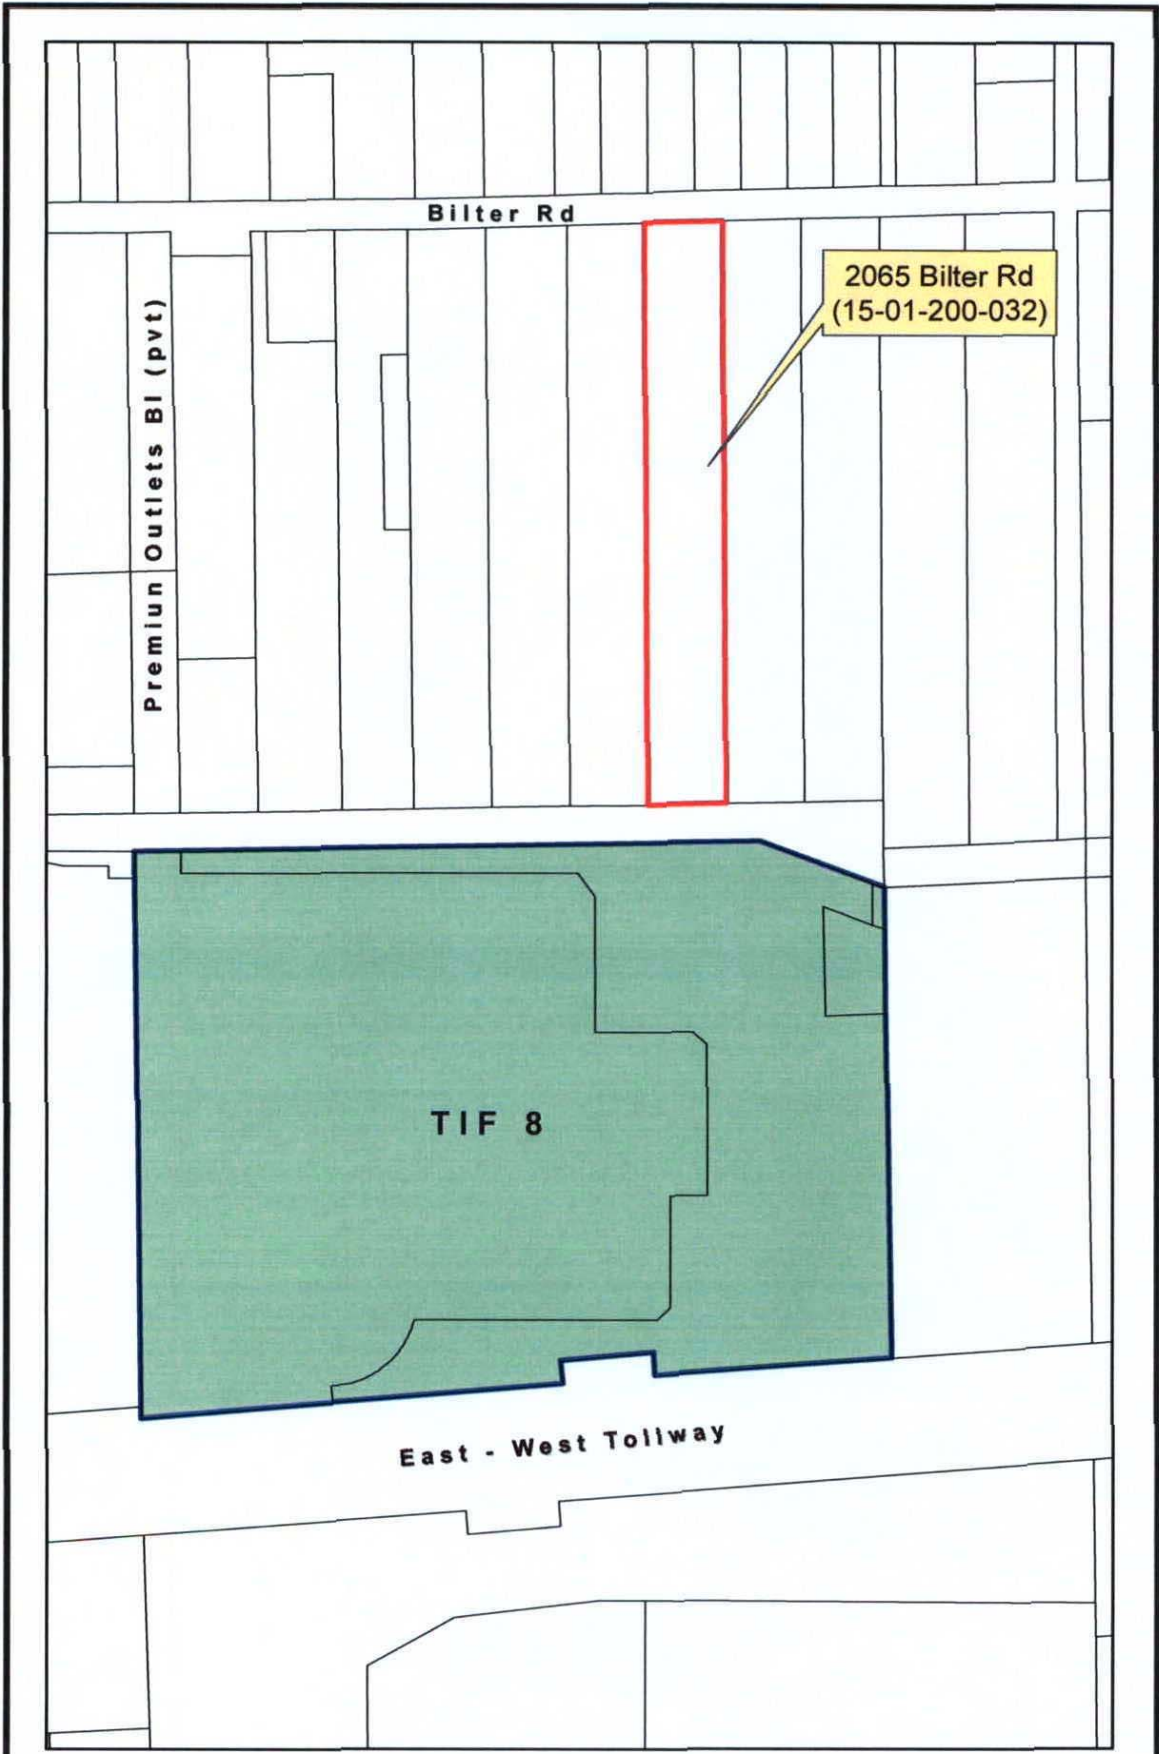 Bilter Rd
2065 Bilter Rd
(15-01-200-032)
Premiun Outlets Bl (pvt)
TIF 8
East - West Tollway